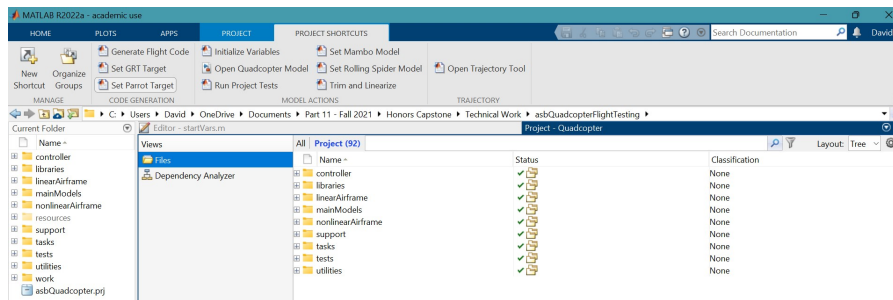 MATLAB R2022a - academic use
HOME PLOTS APPS PROJECT PROJECT SHORTCUTS Search Documentation David
New Shortcut
Organize Groups
Generate Flight Code
Set GRT Target
Set Parrot Target
Initialize Variables
Open Quadcopter Model
Run Project Tests
Set Mambo Model
Set Rolling Spider Model
Trim and Linearize
Open Trajectory Tool
MANAGE CODE GENERATION MODEL ACTIONS TRAJECTORY
C: Users David OneDrive Documents Part 11 - Fall 2021 Honors Capstone Technical Work asbQuadcopterFlightTesting
Current Folder
Name
controller
libraries
linearAirframe
mainModels
nonlinearAirframe
resources
support
tasks
tests
utilities
work
asbQuadcopter.prj
Editor - startVars.m
Project - Quadcopter
Views
Files
Dependency Analyzer
All Project (92) Layout: Tree
Name Status Classification
controller None
libraries None
linearAirframe None
mainModels None
nonlinearAirframe None
support None
tasks None
tests None
utilities None